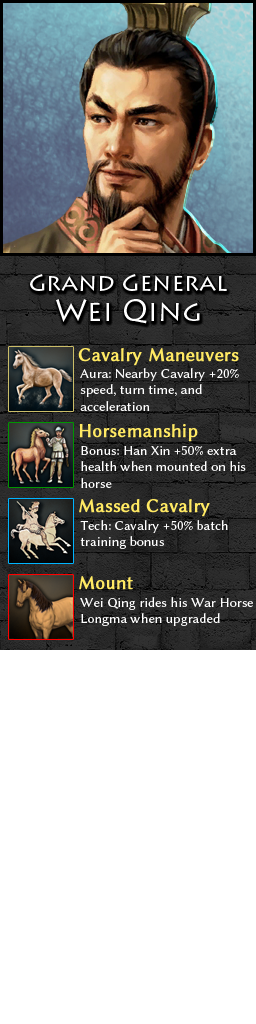 Grand General
Wei Qing
Cavalry Maneuvers
Aura: Nearby Cavalry +20%
speed, turn time, and
acceleration
Horsemanship
Bonus: Han Xin +50% extra
health when mounted on his
horse
Massed Cavalry
Tech: Cavalry +50% batch
training bonus
Mount
Wei Qing rides his War Horse
Longma when upgraded